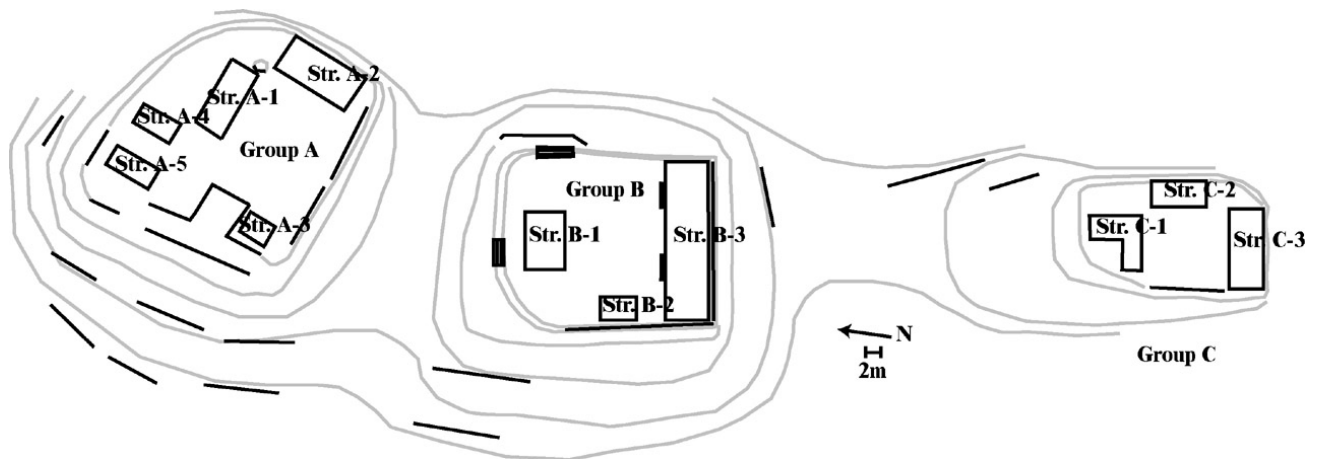 Str. A-2
Str. A-1
Str. A-4
Group A
Str. A-5
Str. A-3
Group B
Str. B-1
Str. B-3
Str. B-2
N
2m
Str. C-2
Str. C-1
Str. C-3
Group C